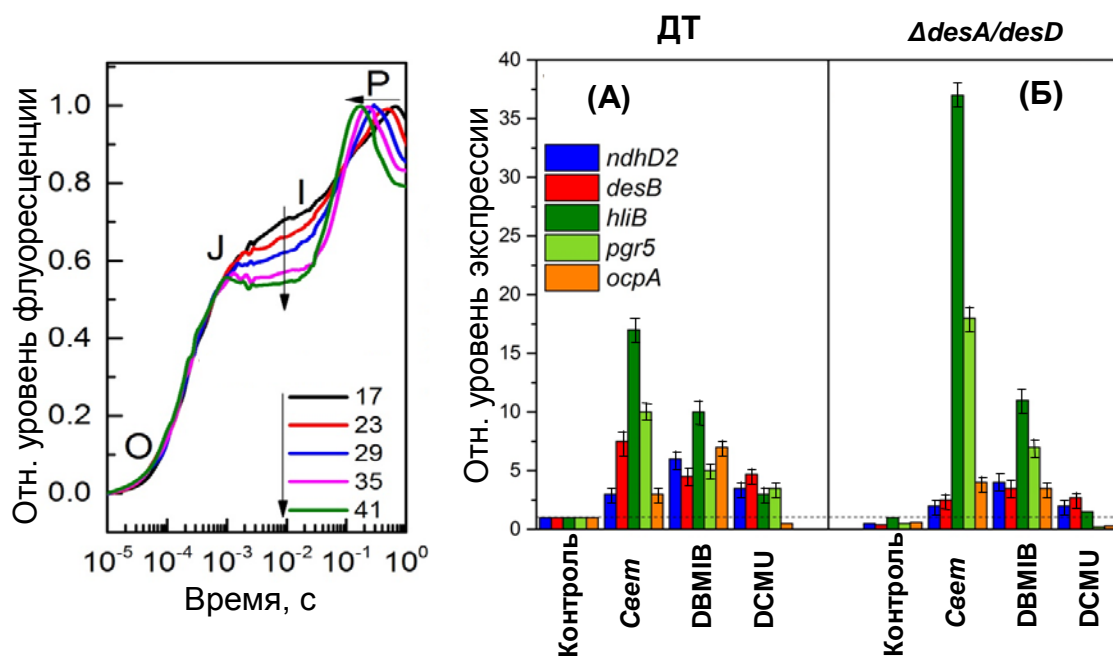 Отн. уровень флуоресценции
1.0
0.8
0.6
0.4
0.2
0.0
O
J
I
P
17
23
29
35
41
10⁻⁵ 10⁻⁴ 10⁻³ 10⁻² 10⁻¹ 10⁰
Время, с
ДТ
ΔdesA/desD
(А)
(Б)
Отн. уровень экспрессии
40
35
30
25
20
15
10
5
0
ndhD2
desB
hliB
pgr5
ocpA
Контроль
Свет
DBMIB
DCMU
Контроль
Свет
DBMIB
DCMU